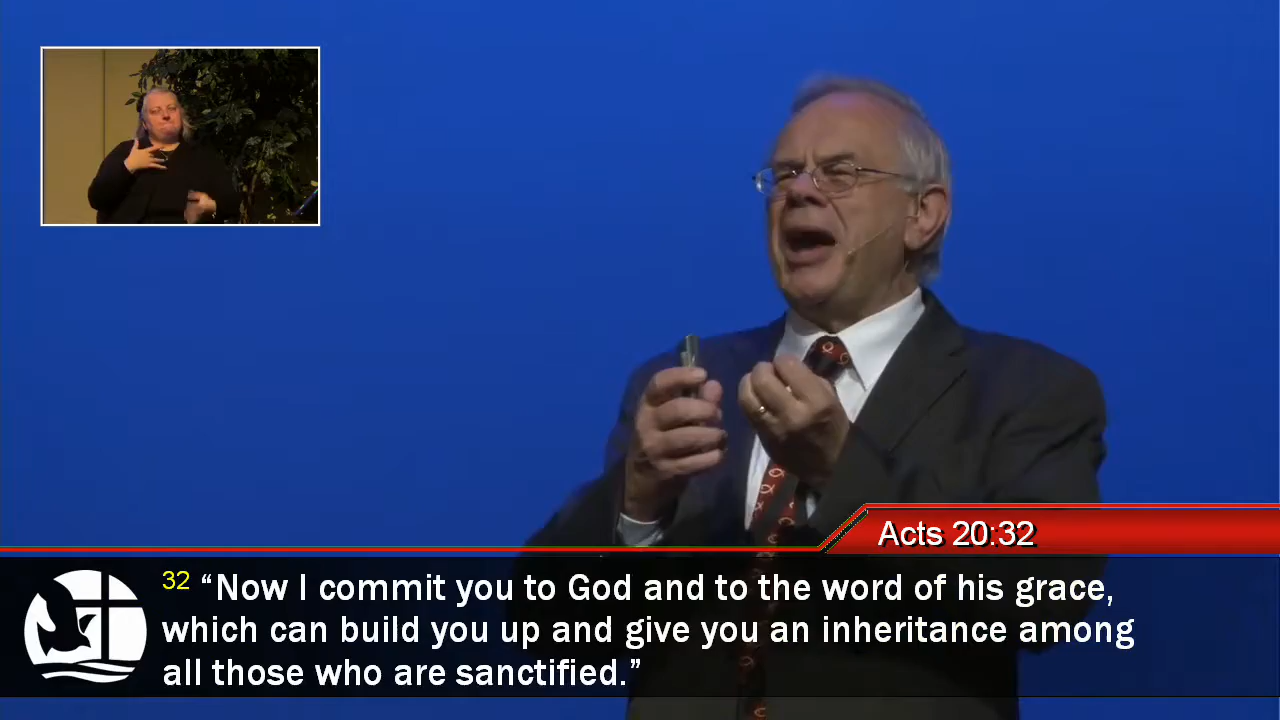 Acts 20:32
32 “Now I commit you to God and to the word of his grace,
which can build you up and give you an inheritance among
all those who are sanctified.”